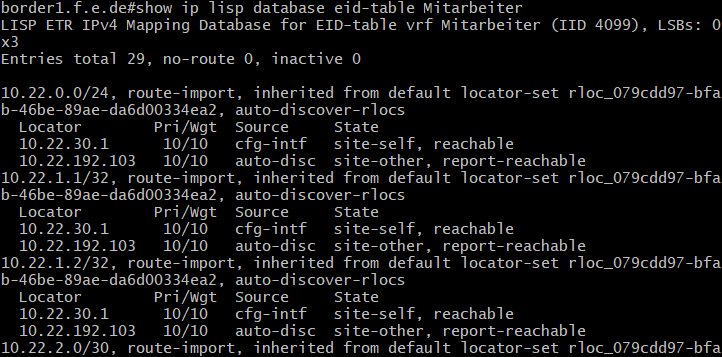 border1.f.e.de#show ip lisp database eid-table Mitarbeiter
LISP ETR IPv4 Mapping Database for EID-table vrf Mitarbeiter (IID 4099), LSBs: 0
x3
Entries total 29, no-route 0, inactive 0

10.22.0.0/24, route-import, inherited from default locator-set rloc_079cdd97-bfa
b-46be-89ae-da6d00334ea2, auto-discover-rlocs
  Locator        Pri/Wgt  Source     State
  10.22.30.1      10/10   cfg-intf   site-self, reachable
  10.22.192.103   10/10   auto-disc  site-other, report-reachable
10.22.1.1/32, route-import, inherited from default locator-set rloc_079cdd97-bfa
b-46be-89ae-da6d00334ea2, auto-discover-rlocs
  Locator        Pri/Wgt  Source     State
  10.22.30.1      10/10   cfg-intf   site-self, reachable
  10.22.192.103   10/10   auto-disc  site-other, report-reachable
10.22.1.2/32, route-import, inherited from default locator-set rloc_079cdd97-bfa
b-46be-89ae-da6d00334ea2, auto-discover-rlocs
  Locator        Pri/Wgt  Source     State
  10.22.30.1      10/10   cfg-intf   site-self, reachable
  10.22.192.103   10/10   auto-disc  site-other, report-reachable
10.22.2.0/30, route-import, inherited from default locator-set rloc_079cdd97-bfa